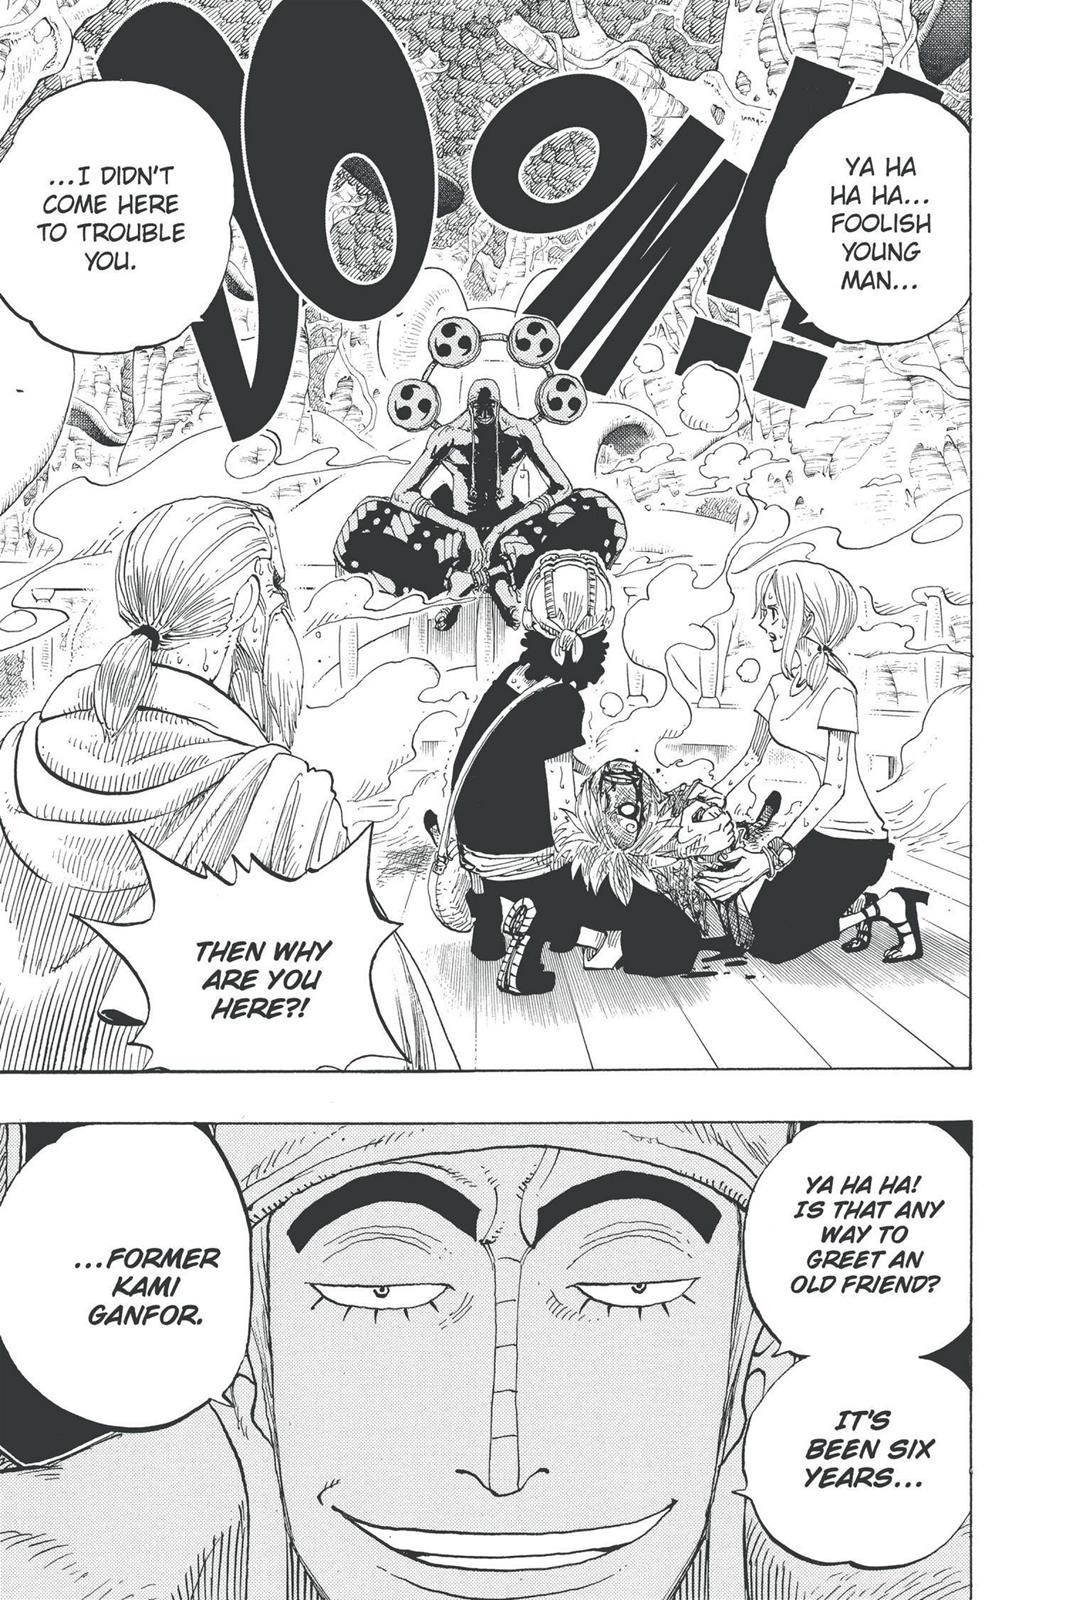 YA HA
HA HA...
FOOLISH
YOUNG
MAN...
...I DIDN'T
COME HERE
TO TROUBLE
YOU.
THEN WHY
ARE YOU
HERE?!
YA HA HA!
IS THAT ANY
WAY TO
GREET AN
OLD FRIEND?
IT'S
BEEN SIX
YEARS...
...FORMER
KAMI
GANFOR.